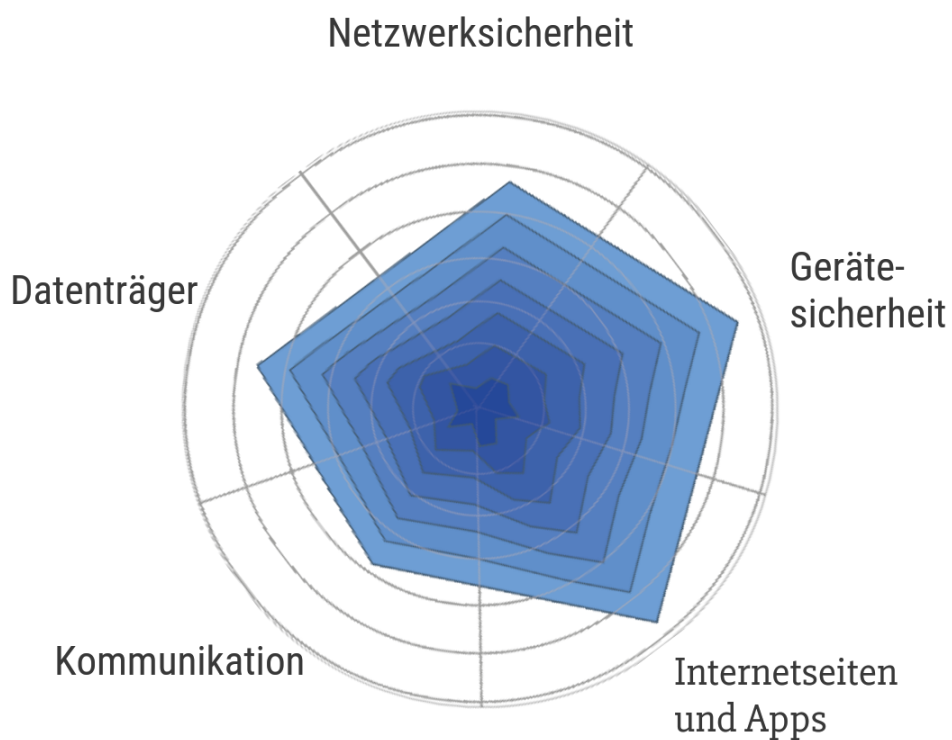 Netzwerksicherheit
Geräte-
sicherheit
Datenträger
Kommunikation
Internetseiten
und Apps